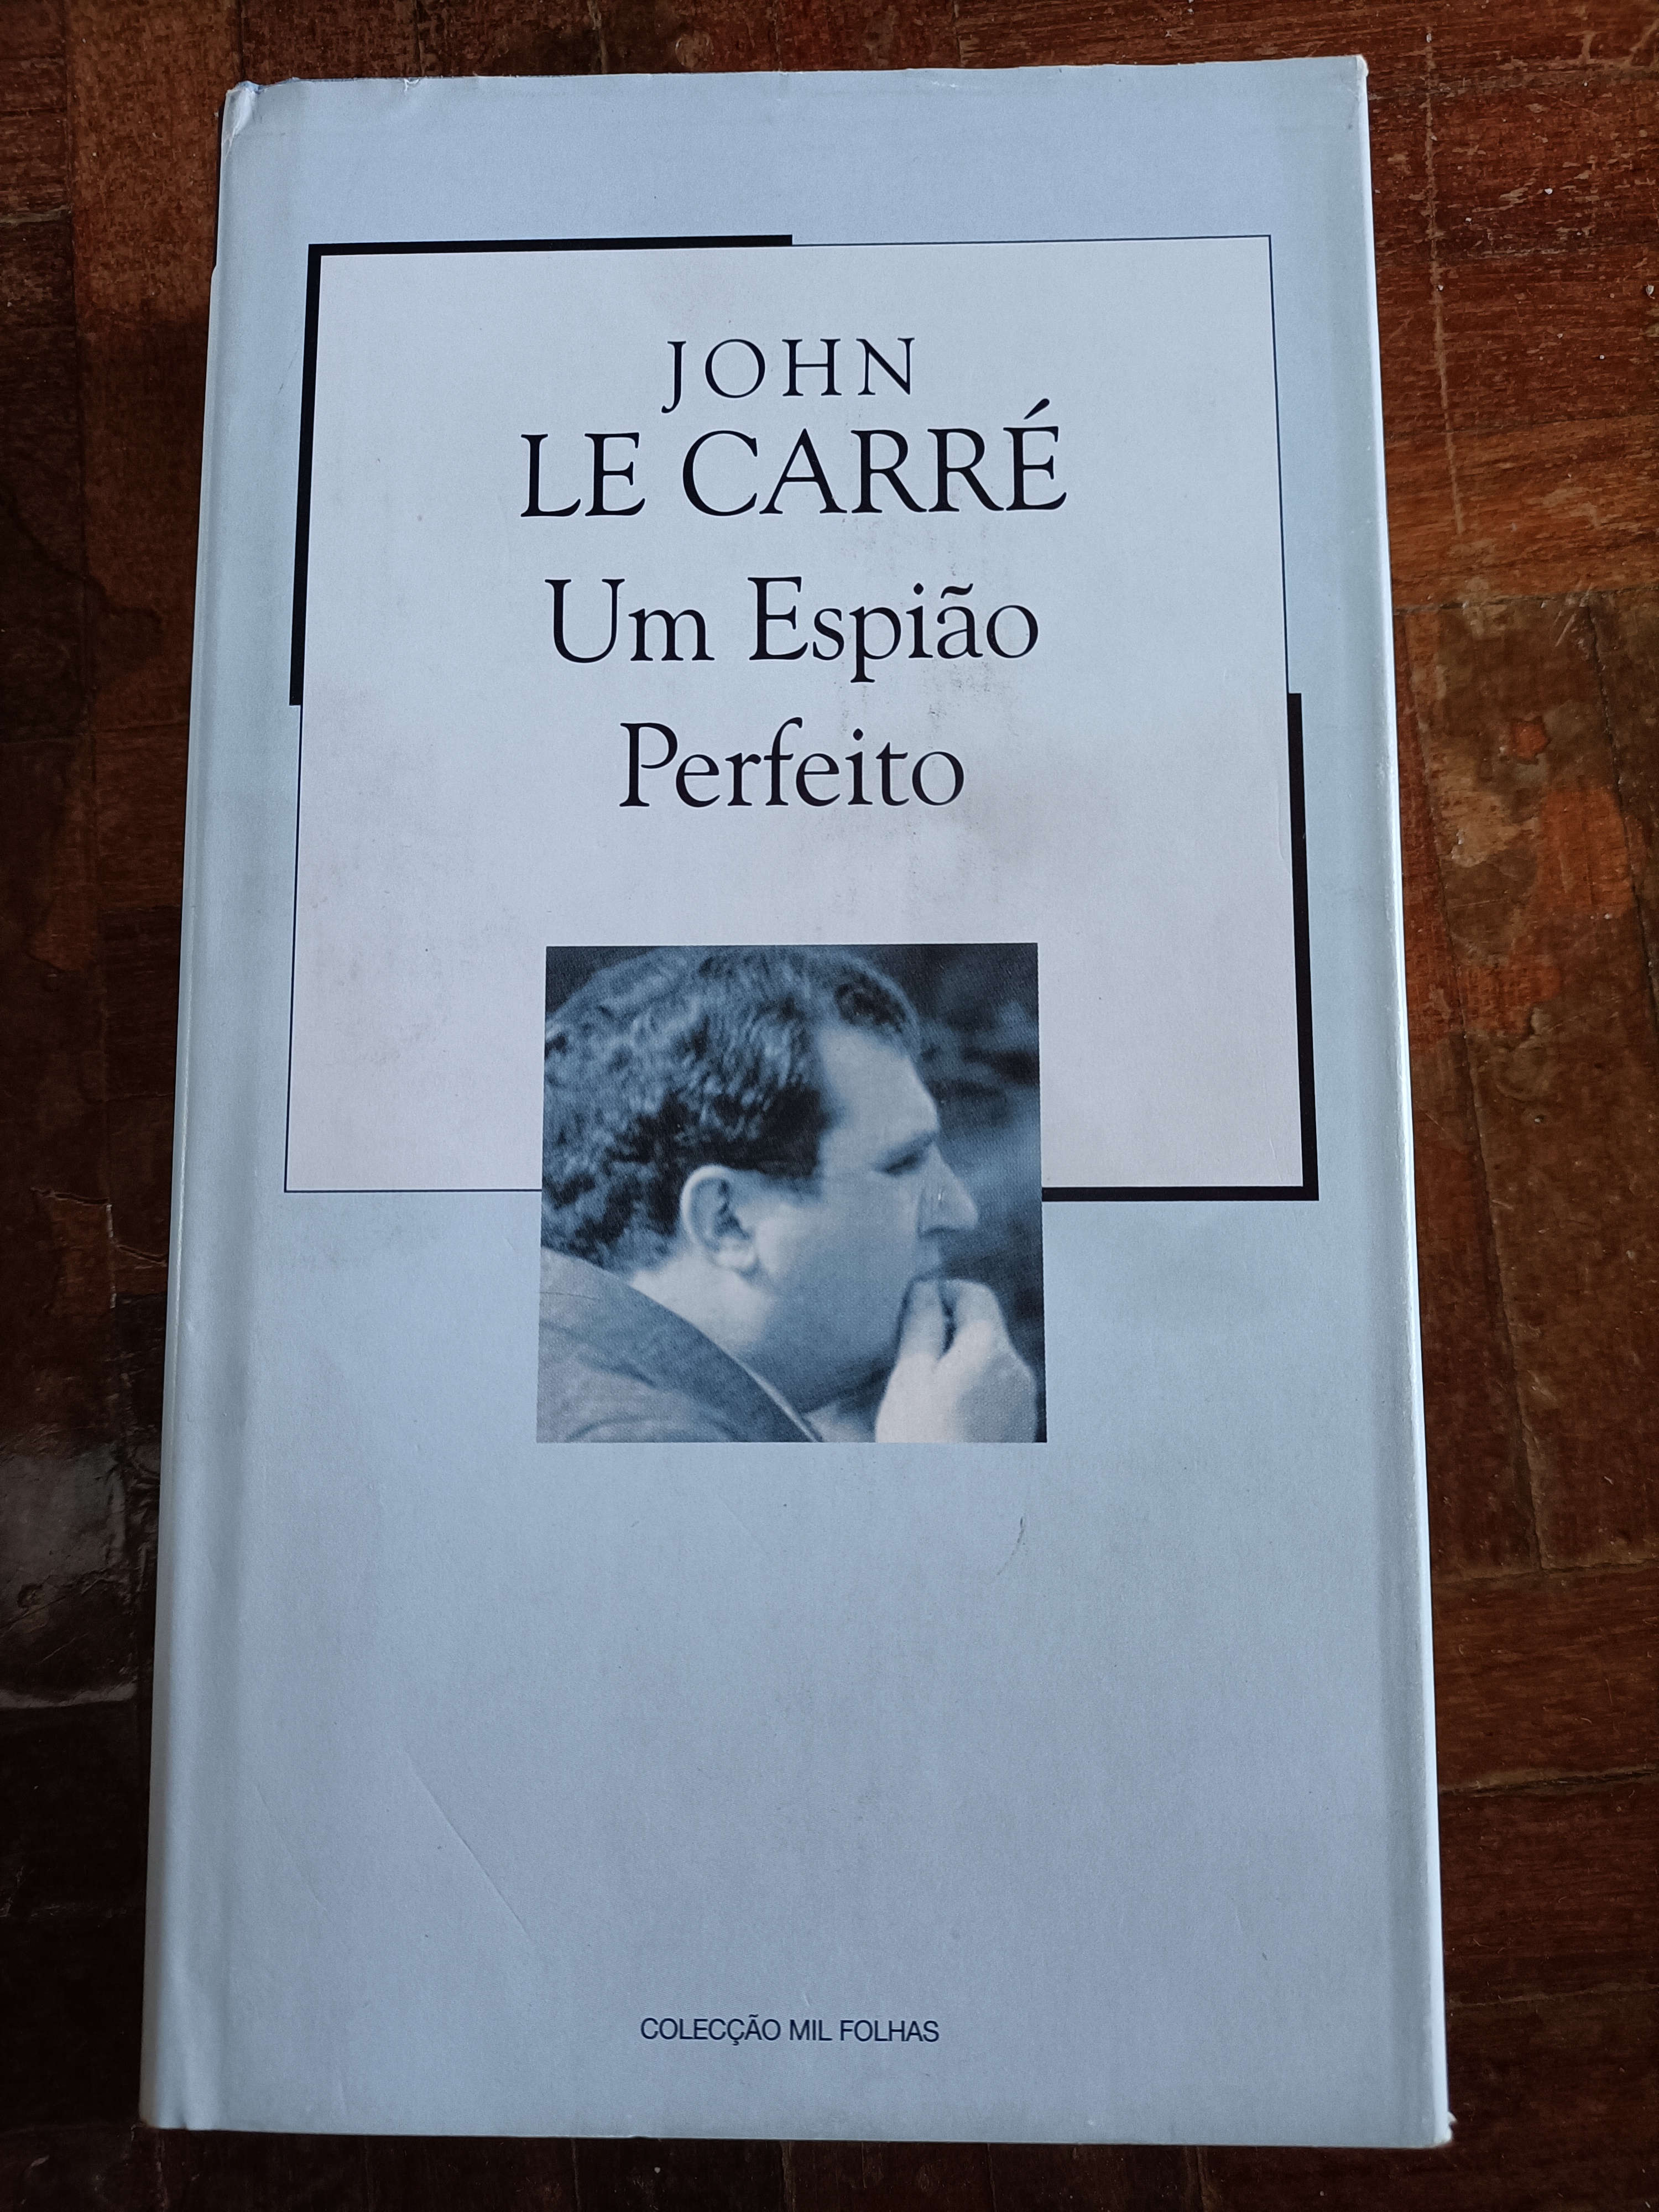 JOHN
LE CARRÉ
Um Espião
Perfeito
COLECÇÃO MIL FOLHAS